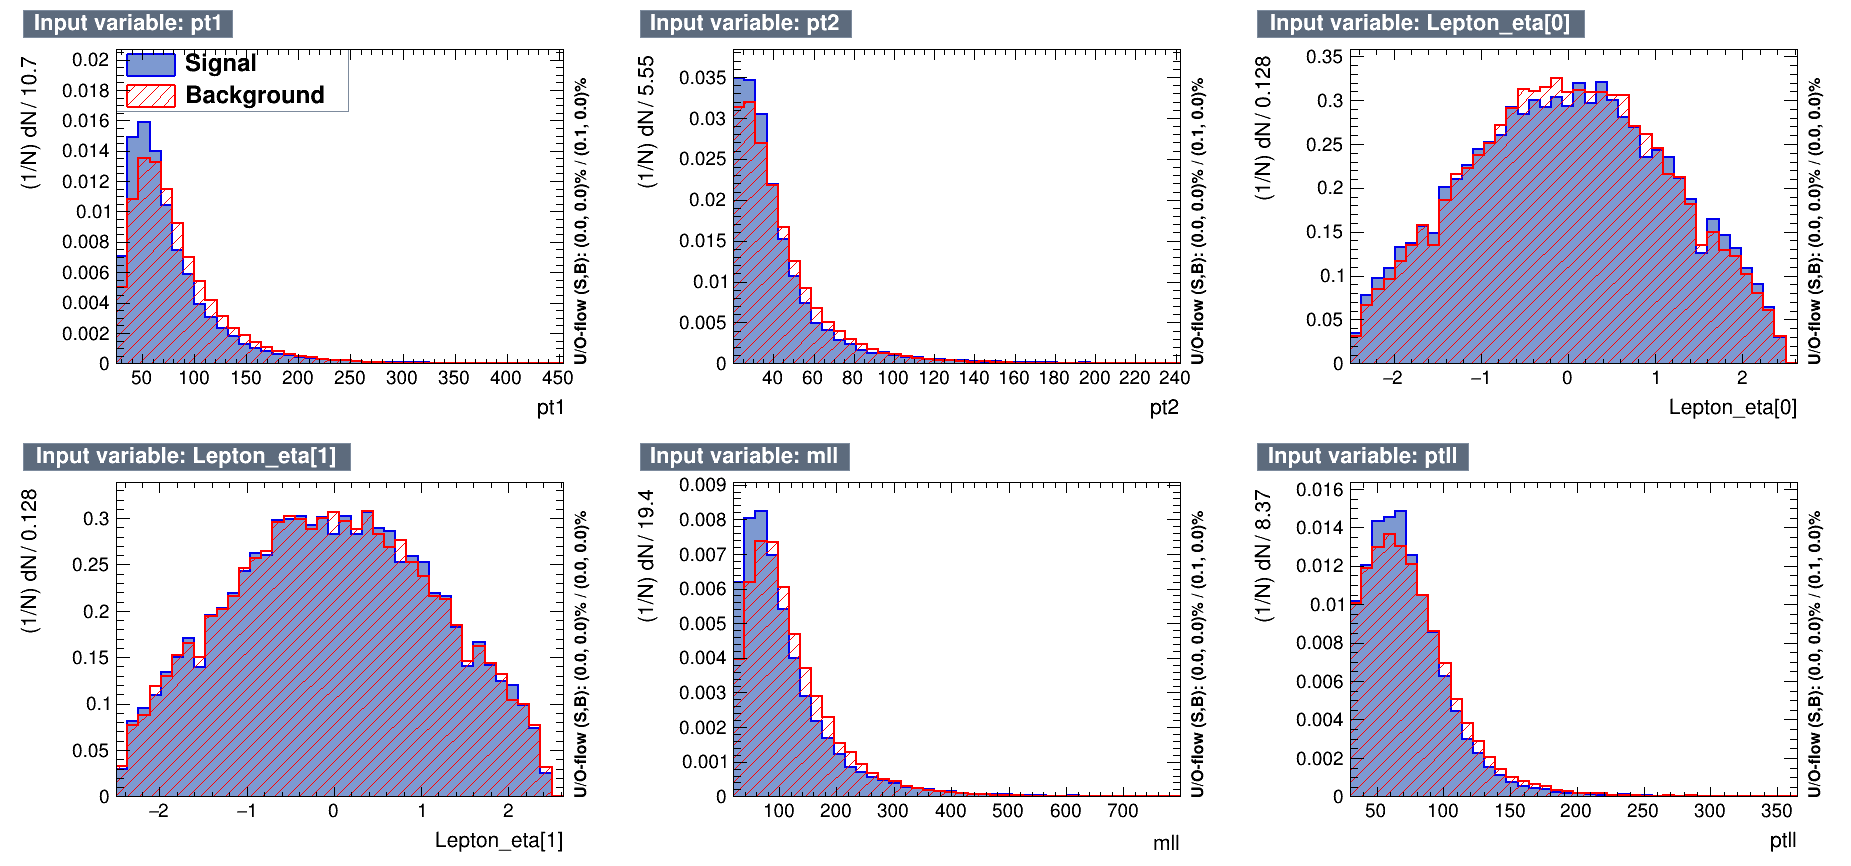 Input variable: pt1
(1/N) dN / 10.7
0.02
0.018
0.016
0.014
0.012
0.01
0.008
0.006
0.004
0.002
0
Signal
Background
50 100 150 200 250 300 350 400 450
pt1
U/O-flow (S,B): (0.0, 0.0)% / (0.1, 0.0)%
Input variable: pt2
(1/N) dN / 5.55
0.035
0.03
0.025
0.02
0.015
0.01
0.005
0
40 60 80 100 120 140 160 180 200 220 240
pt2
U/O-flow (S,B): (0.0, 0.0)% / (0.1, 0.0)%
Input variable: Lepton_eta[0]
(1/N) dN / 0.128
0.35
0.3
0.25
0.2
0.15
0.1
0.05
0
−2 −1 0 1 2
Lepton_eta[0]
U/O-flow (S,B): (0.0, 0.0)% / (0.0, 0.0)%
Input variable: Lepton_eta[1]
(1/N) dN / 0.128
0.3
0.25
0.2
0.15
0.1
0.05
0
−2 −1 0 1 2
Lepton_eta[1]
U/O-flow (S,B): (0.0, 0.0)% / (0.0, 0.0)%
Input variable: mll
(1/N) dN / 19.4
0.009
0.008
0.007
0.006
0.005
0.004
0.003
0.002
0.001
0
100 200 300 400 500 600 700
mll
U/O-flow (S,B): (0.0, 0.0)% / (0.1, 0.0)%
Input variable: ptll
(1/N) dN / 8.37
0.016
0.014
0.012
0.01
0.008
0.006
0.004
0.002
0
50 100 150 200 250 300 350
ptll
U/O-flow (S,B): (0.0, 0.0)% / (0.1, 0.0)%